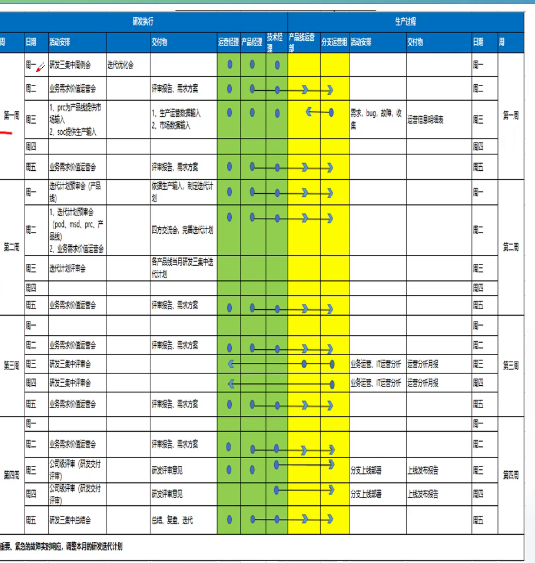 研发执行 生产过程
周 日期 活动安排 交付物 运营经理 产品经理 技术经理 产品线运营部 分支运营组 活动安排 交付物 日期 周
第一周 周一 研发三集中周例会 迭代优化会 周一 第一周
周二 业务需求价值运营会 评审报告、需求方案 周二
周三 1、prc为产品线提供市场输入
2、soc提供生产输入
1、生产运营数据输入
2、市场数据输入
需求、bug、故障、收集 运营信息明细表 周三
周四 周四
周五 业务需求价值运营会 评审报告、需求方案 周五
第二周 周一 迭代计划预审会（产品线） 依据生产输入，制定迭代计划 周一 第二周
周二 1、迭代计划预审会（pod、msd、prc、产品线）
2、业务需求价值运营会
四方交流会，完善迭代计划 周二
周三 迭代计划评审会 各产品线当月研发三集中迭代计划 周三
周四 周四
周五 业务需求价值运营会 评审报告、需求方案 周五
第三周 周一 周一 第三周
周二 业务需求价值运营会 评审报告、需求方案 周二
周三 研发三集中评审会 业务运营、IT运营分析 运营分析月报 周三
周四 研发三集中评审会 业务运营、IT运营分析 运营分析月报 周四
周五 业务需求价值运营会 评审报告、需求方案 周五
第四周 周一 周一 第四周
周二 业务需求价值运营会 评审报告、需求方案 周二
周三 公司级评审（研发交付评审） 研发评审意见 分支上线部署 上线发布报告 周三
周四 公司级评审（研发交付评审） 研发评审意见 分支上线部署 上线发布报告 周四
周五 研发三集中总结会 总结、复盘、迭代 周五
重要、紧急的故障实时响应，调整本月的研发迭代计划